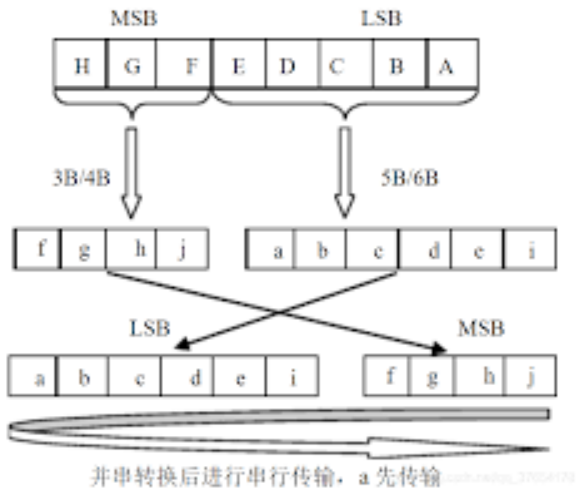 MSB LSB
H G F E D C B A
3B/4B 5B/6B
f g h j a b c d e i
LSB MSB
a b c d e i f g h j
并串转换后进行串行传输，a 先传输